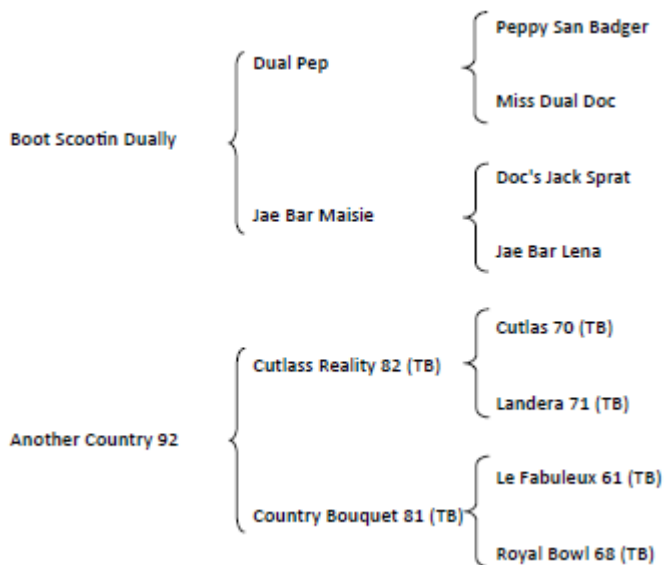 Peppy San Badger
Dual Pep
Miss Dual Doc
Boot Scootin Dually
Doc's Jack Sprat
Jae Bar Maisie
Jae Bar Lena
Cutlas 70 (TB)
Cutlass Reality 82 (TB)
Landera 71 (TB)
Another Country 92
Le Fabuleux 61 (TB)
Country Bouquet 81 (TB)
Royal Bowl 68 (TB)